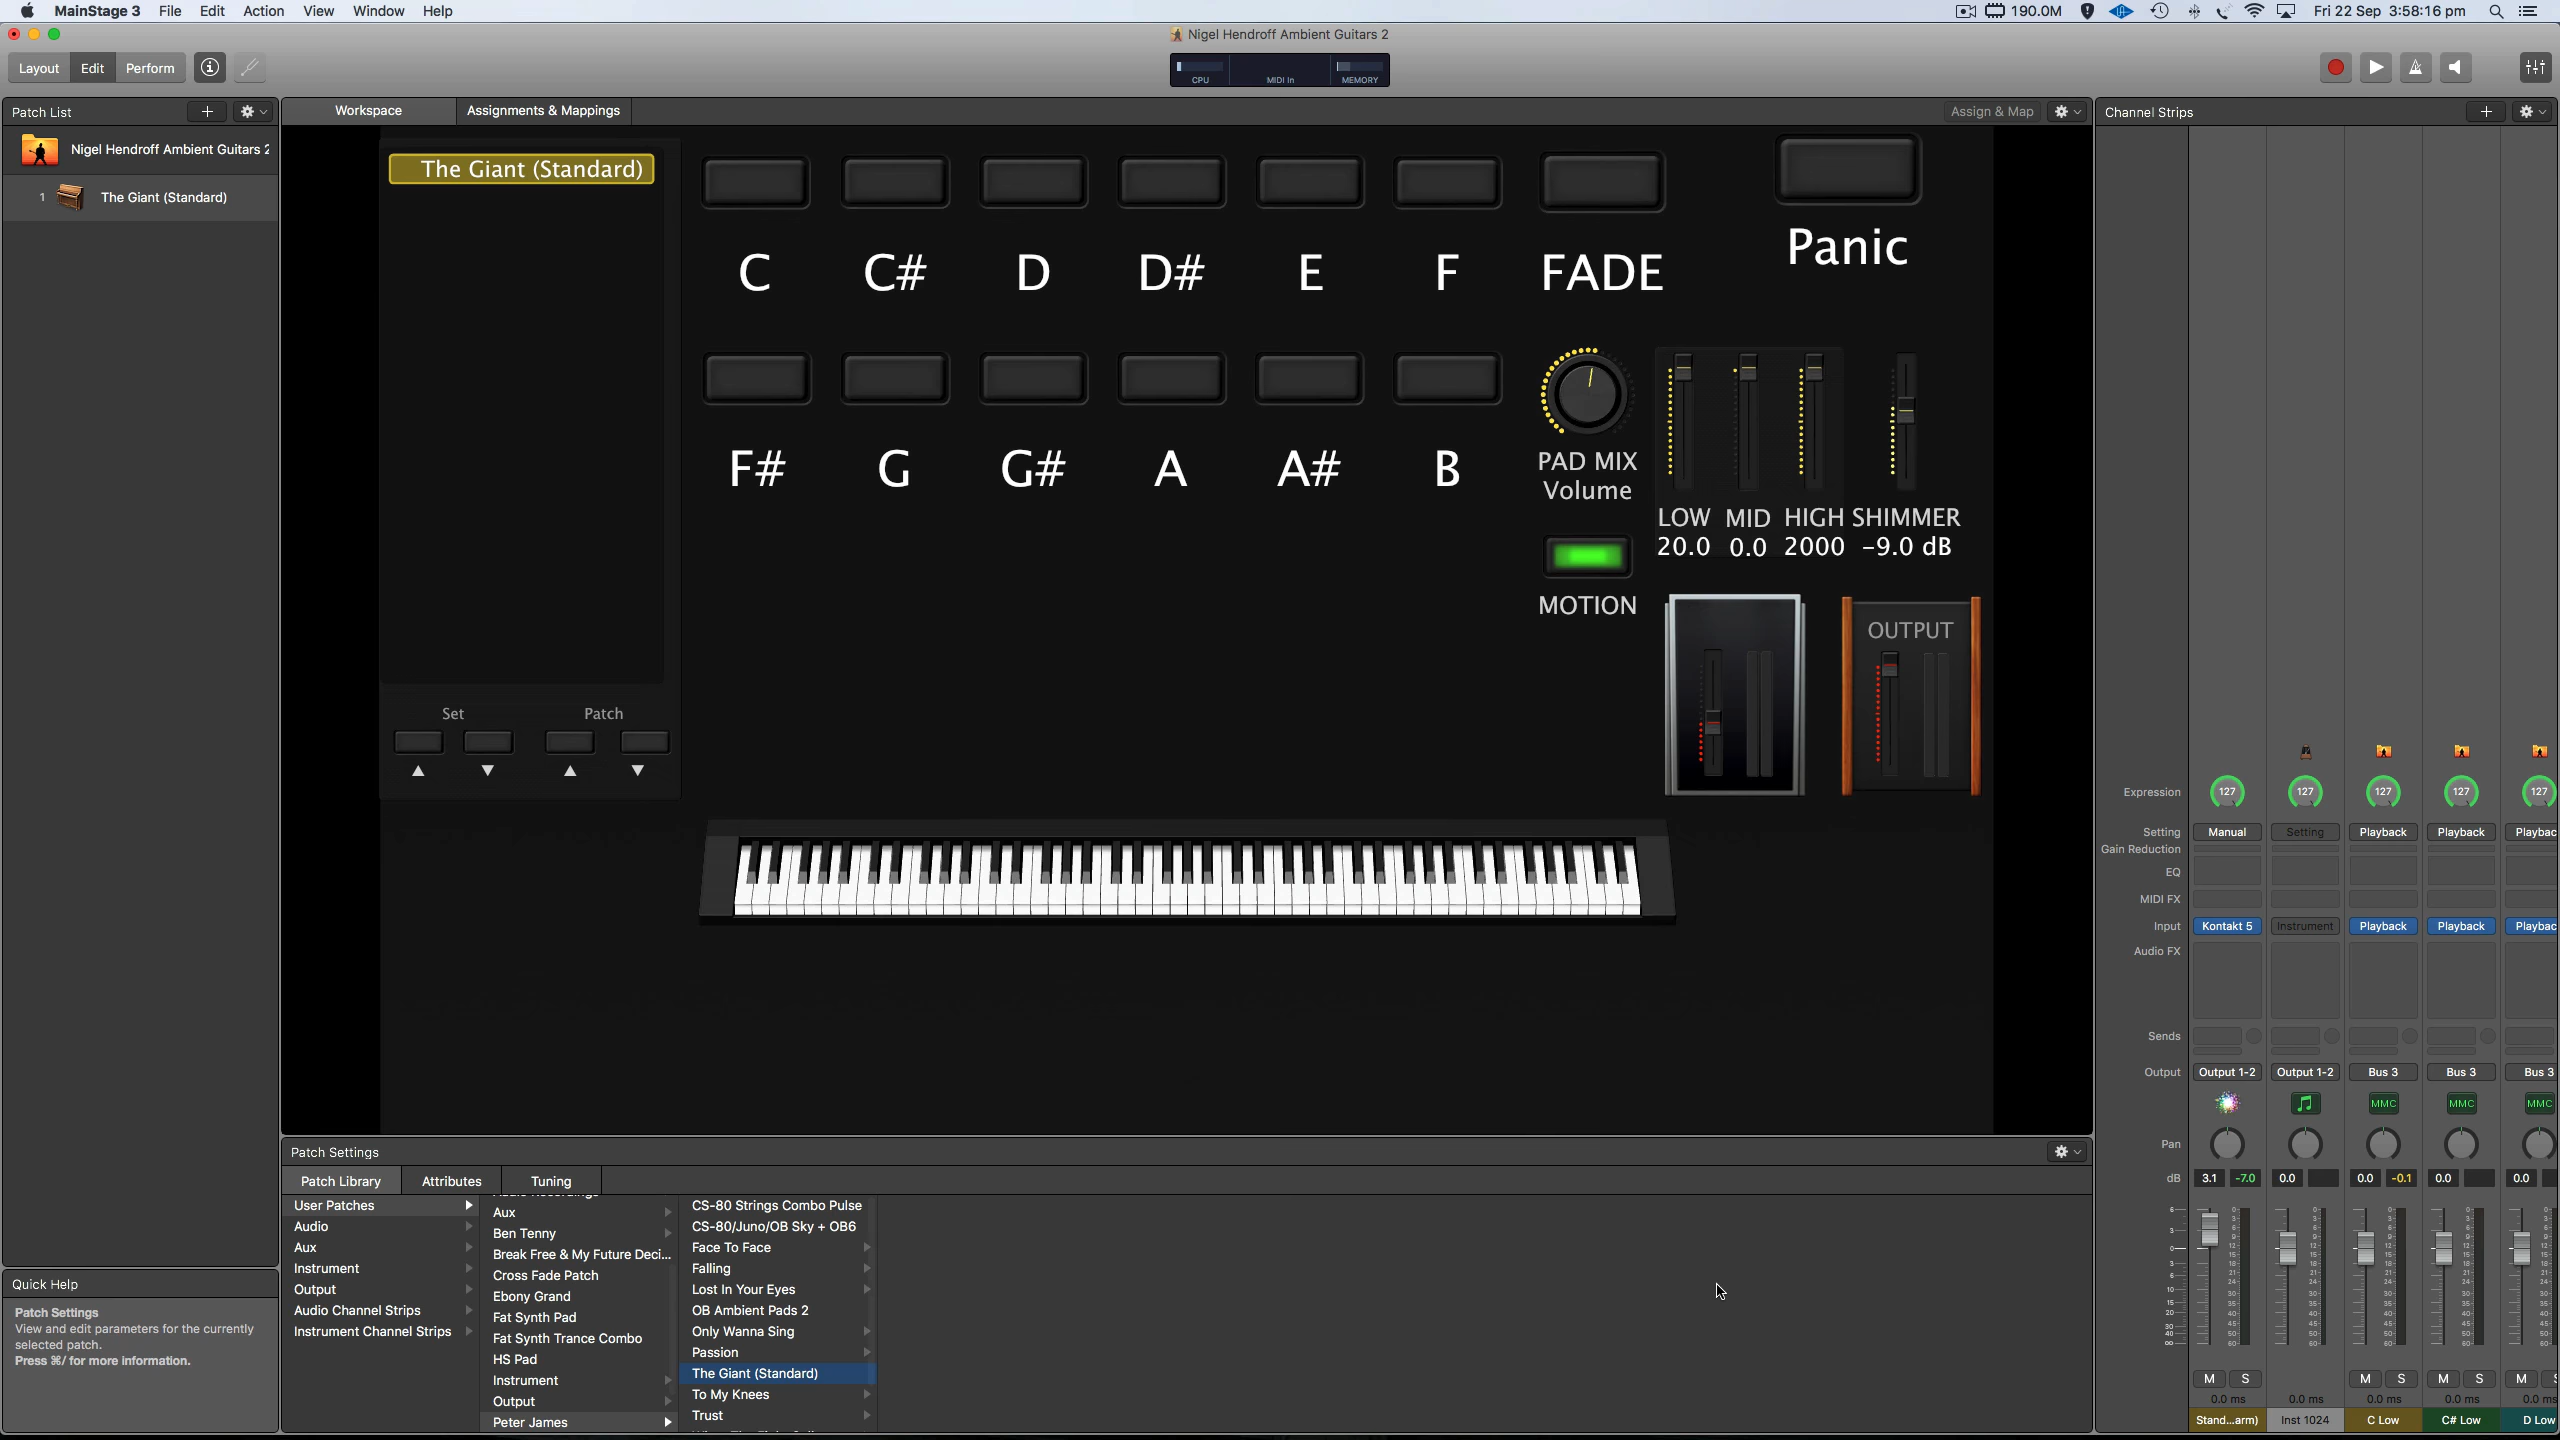 MainStage 3 File Edit Action View Window Help
190.0M Fri 22 Sep 3:58:16 pm
Nigel Hendroff Ambient Guitars 2
Layout Edit Perform
CPU MIDI In MEMORY
Patch List
Nigel Hendroff Ambient Guitars 2
1 The Giant (Standard)
Workspace Assignments & Mappings Assign & Map
The Giant (Standard)
C C# D D# E F FADE Panic
F# G G# A A# B
PAD MIX
Volume
LOW MID HIGH SHIMMER
20.0 0.0 2000 -9.0 dB
MOTION
OUTPUT
Set Patch
Channel Strips
Expression 127 127 127 127 127
Setting Manual Setting Playback Playback Playbac
Gain Reduction
EQ
MIDI FX
Input Kontakt 5 Instrument Playback Playback Playbac
Audio FX
Sends
Output Output 1-2 Output 1-2 Bus 3 Bus 3 Bus 3
MMC MMC MMC
Pan
dB 3.1 -7.0 0.0 0.0 -0.1 0.0 0.0
M S M S M S M
0.0 ms 0.0 ms 0.0 ms 0.0 ms 0.0 ms
Stand...arm) Inst 1024 C Low C# Low D Low
Patch Settings
Patch Library Attributes Tuning
User Patches
Audio
Aux
Instrument
Output
Audio Channel Strips
Instrument Channel Strips
Aux
Ben Tenny
Break Free & My Future Deci...
Cross Fade Patch
Ebony Grand
Fat Synth Pad
Fat Synth Trance Combo
HS Pad
Instrument
Output
Peter James
CS-80 Strings Combo Pulse
CS-80/Juno/OB Sky + OB6
Face To Face
Falling
Lost In Your Eyes
OB Ambient Pads 2
Only Wanna Sing
Passion
The Giant (Standard)
To My Knees
Trust
Quick Help
Patch Settings
View and edit parameters for the currently
selected patch.
Press ⌘/ for more information.